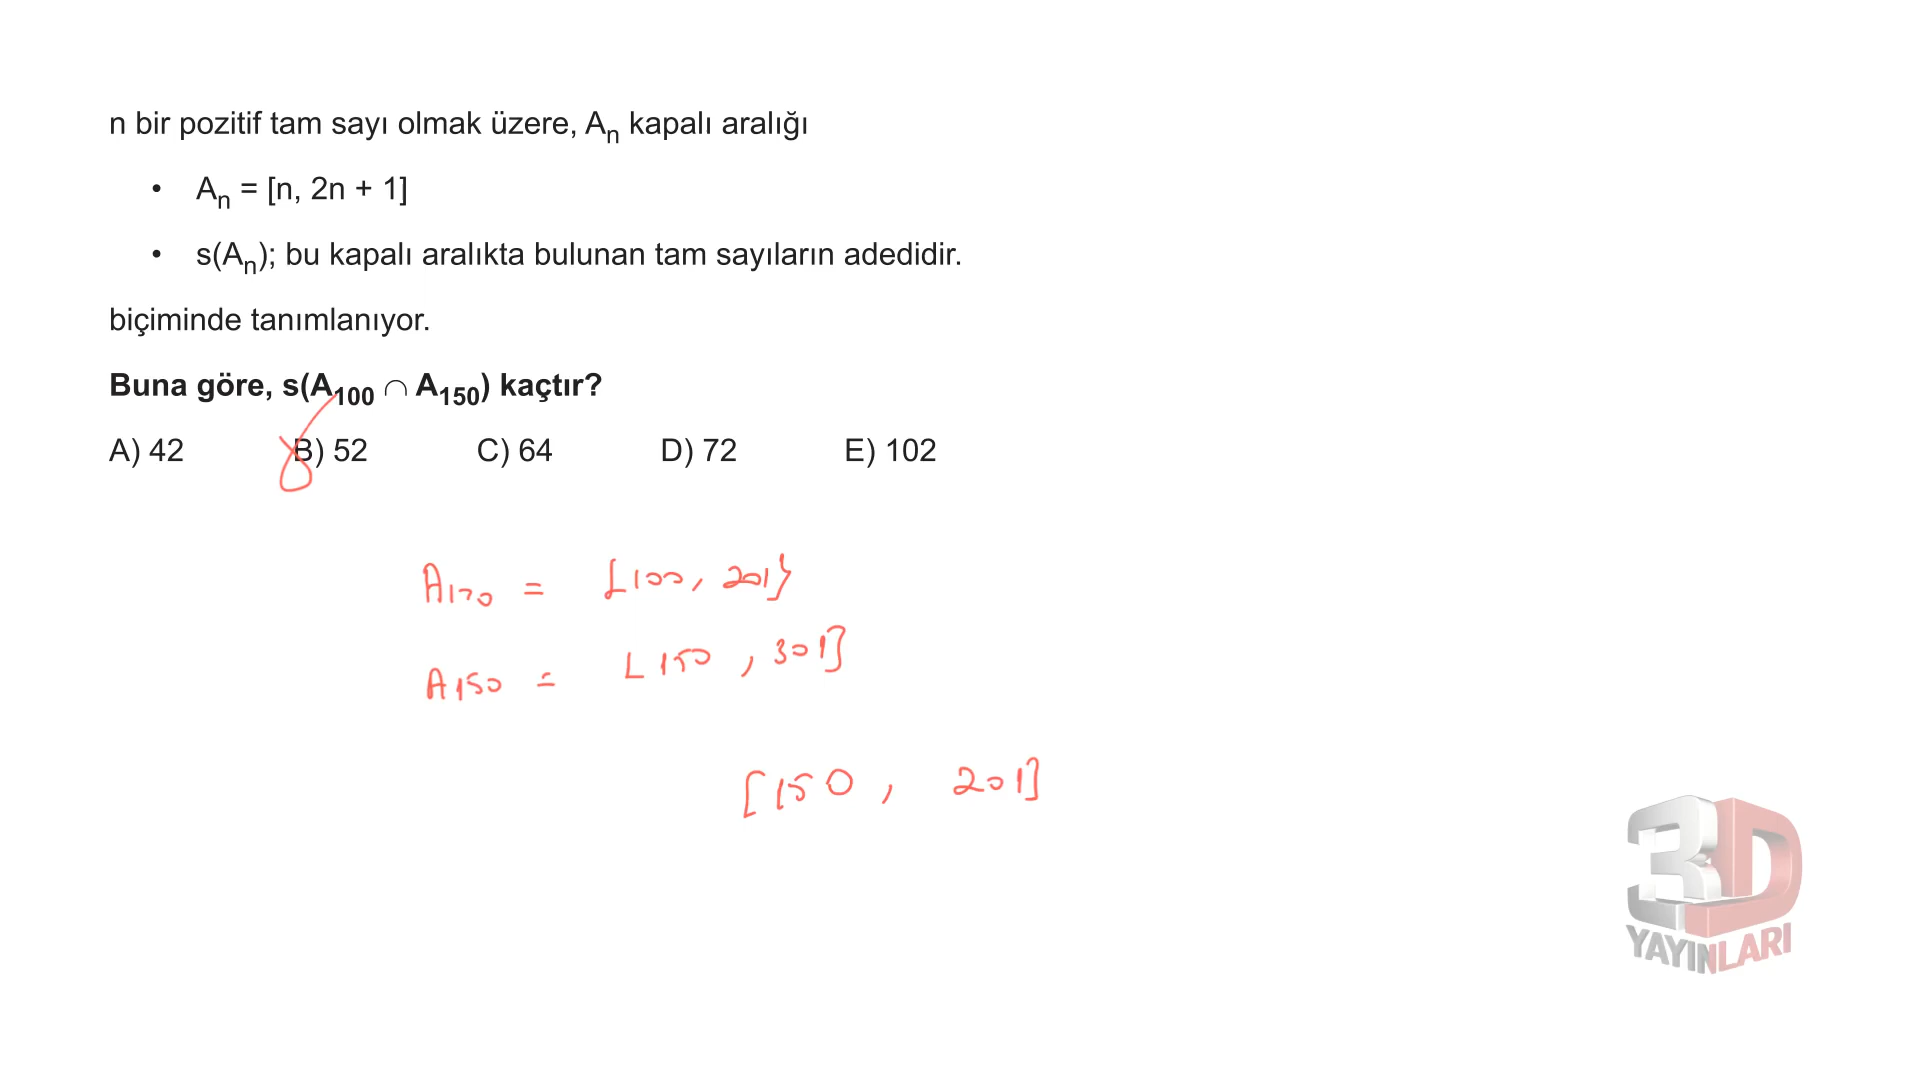 n bir pozitif tam sayı olmak üzere, Aₙ kapalı aralığı
• Aₙ = [n, 2n + 1]
• s(Aₙ); bu kapalı aralıkta bulunan tam sayıların adedidir.
biçiminde tanımlanıyor.
Buna göre, s(A₁₀₀ ∩ A₁₅₀) kaçtır?
A) 42 B) 52 C) 64 D) 72 E) 102
A₁₀₀ = [100, 201]
A₁₅₀ = [150, 301]
[150, 201]
3D
YAYINLARI